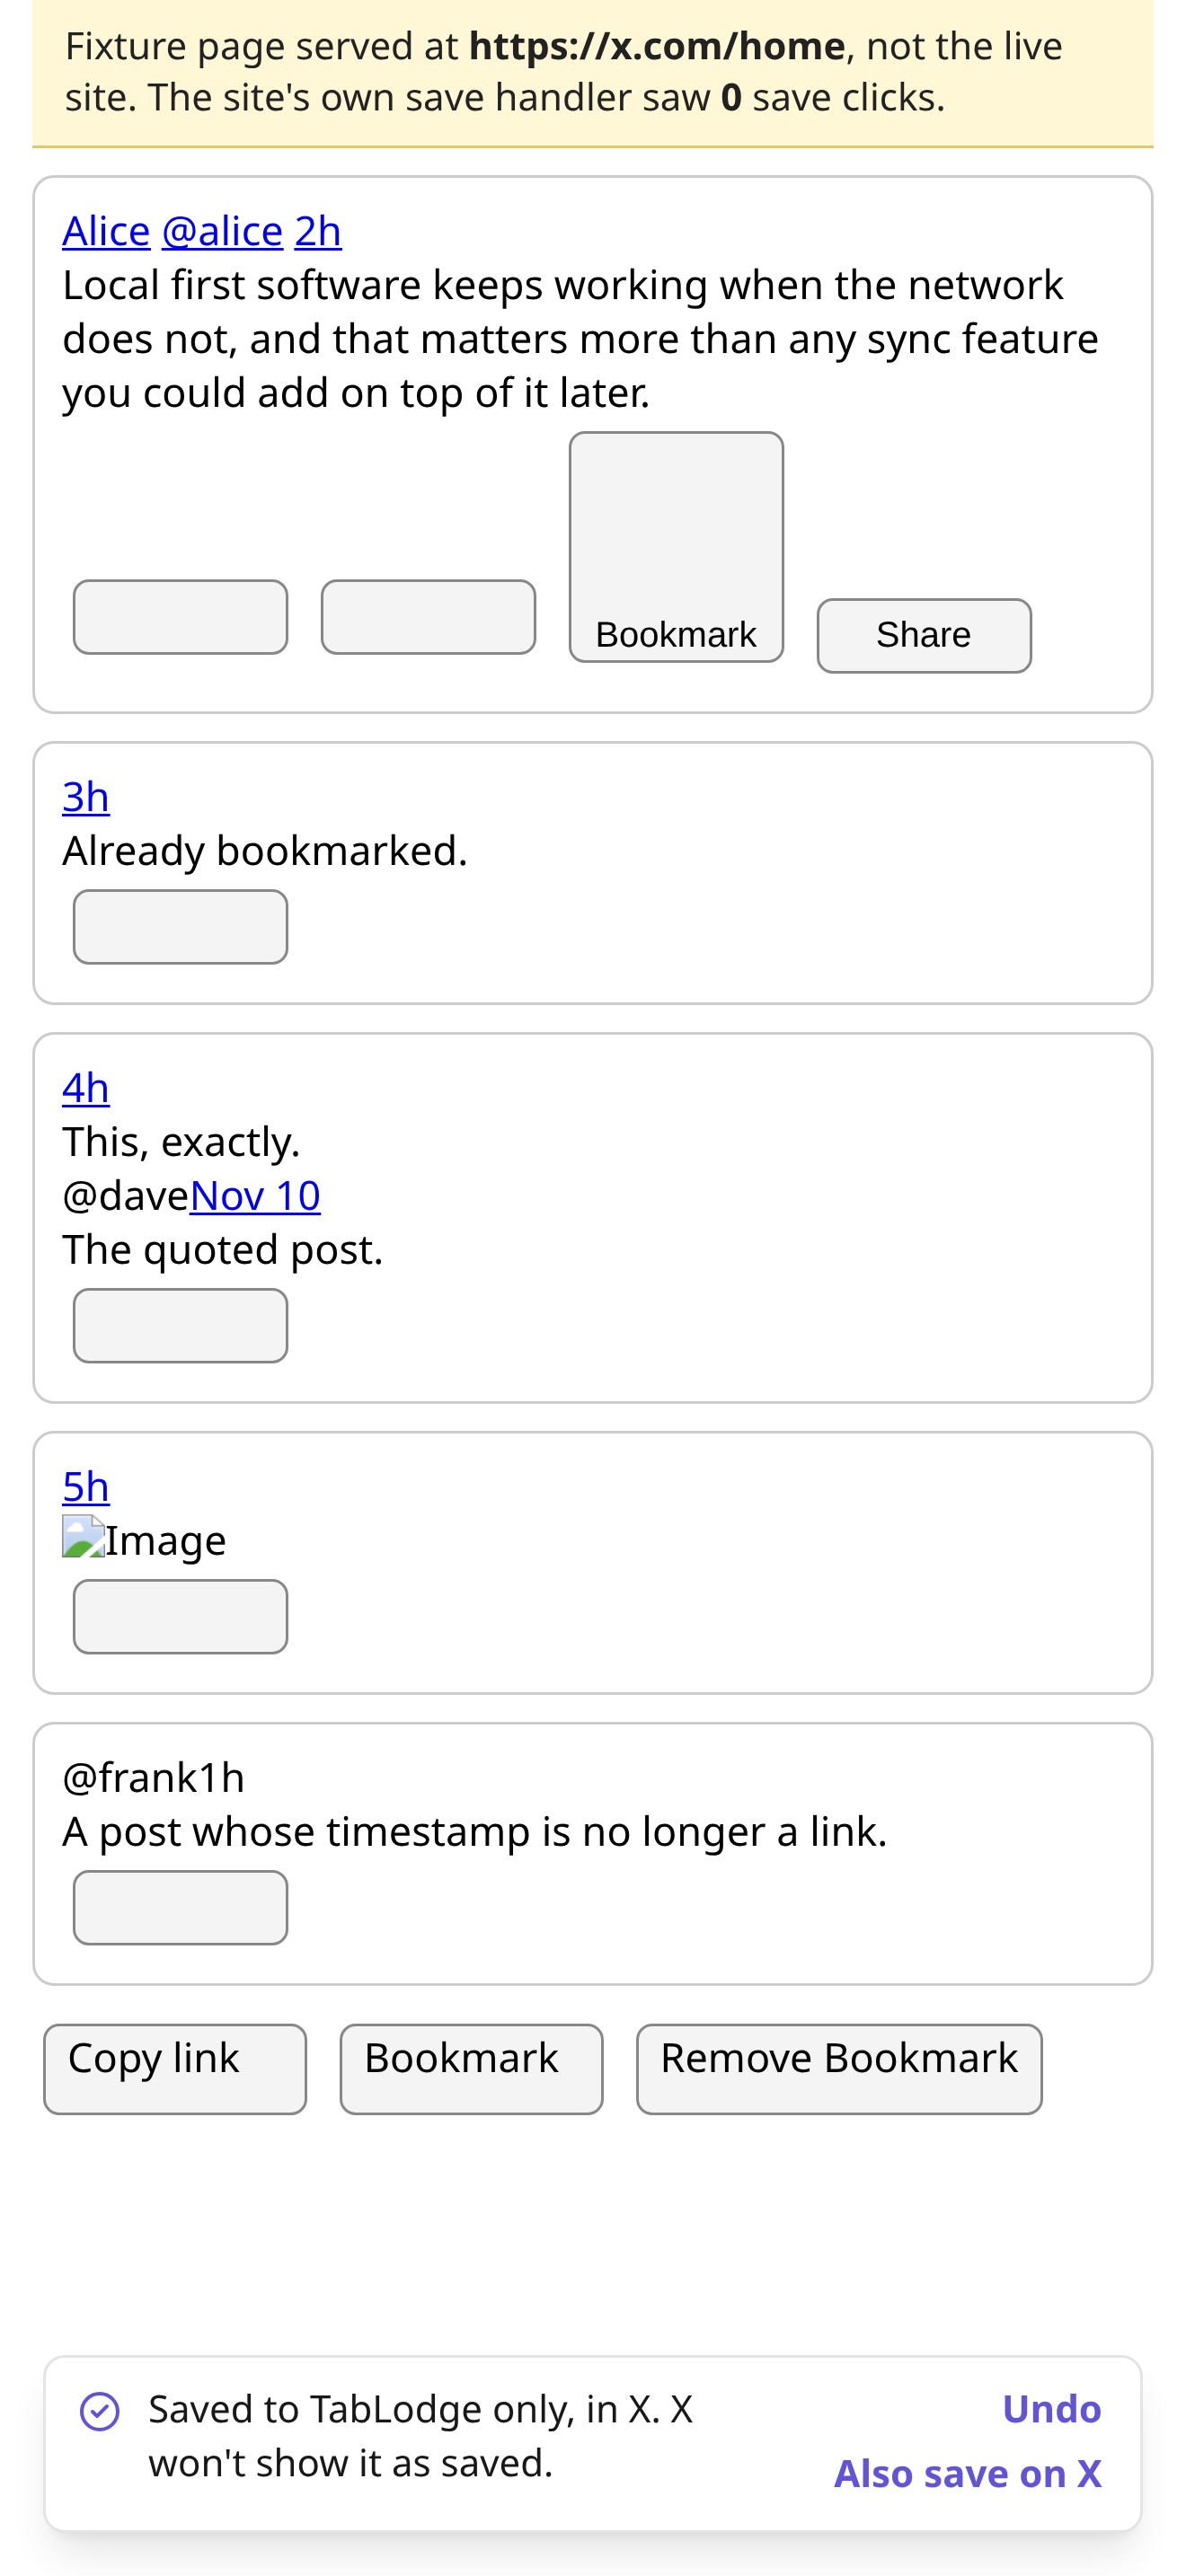 Fixture page served at https://x.com/home, not the live
site. The site's own save handler saw 0 save clicks.
Alice @alice 2h
Local first software keeps working when the network
does not, and that matters more than any sync feature
you could add on top of it later.
Bookmark
Share
3h
Already bookmarked.
4h
This, exactly.
@daveNov 10
The quoted post.
5h
Image
@frank1h
A post whose timestamp is no longer a link.
Copy link
Bookmark
Remove Bookmark
Saved to TabLodge only, in X. X
won't show it as saved.
Undo
Also save on X